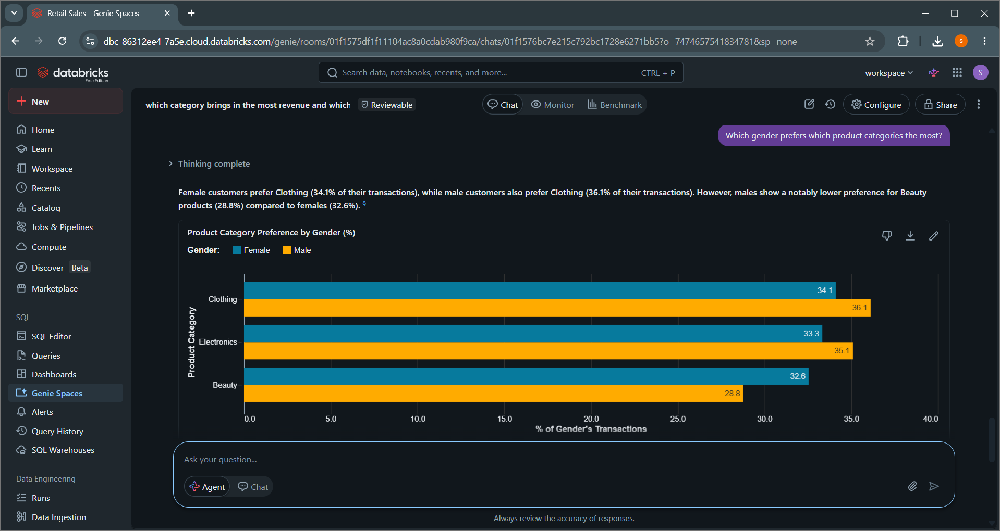 Retail Sales - Genie Spaces
dbc-86312ee4-7a5e.cloud.databricks.com/genie/rooms/01f1575df1f11104ac8a0cdab980f9ca/chats/01f1576bc7e215c792bc1728e6271bb5?o=7474657541834781&sp=none
S
databricks
Free Edition
Search data, notebooks, recents, and more...
CTRL + P
workspace
S
New
Home
Learn
Workspace
Recents
Catalog
Jobs & Pipelines
Compute
Discover Beta
Marketplace
SQL
SQL Editor
Queries
Dashboards
Genie Spaces
Alerts
Query History
SQL Warehouses
Data Engineering
Runs
Data Ingestion
which category brings in the most revenue and which
Reviewable
Chat
Monitor
Benchmark
Configure
Share
Which gender prefers which product categories the most?
Thinking complete
Female customers prefer Clothing (34.1% of their transactions), while male customers also prefer Clothing (36.1% of their transactions). However, males show a notably lower preference for Beauty
products (28.8%) compared to females (32.6%). 9
Product Category Preference by Gender (%)
Gender: Female Male
Product Category
Clothing
34.1
36.1
Electronics
33.3
35.1
Beauty
32.6
28.8
0.0 5.0 10.0 15.0 20.0 25.0 30.0 35.0 40.0
% of Gender's Transactions
Ask your question...
Agent
Chat
Always review the accuracy of responses.